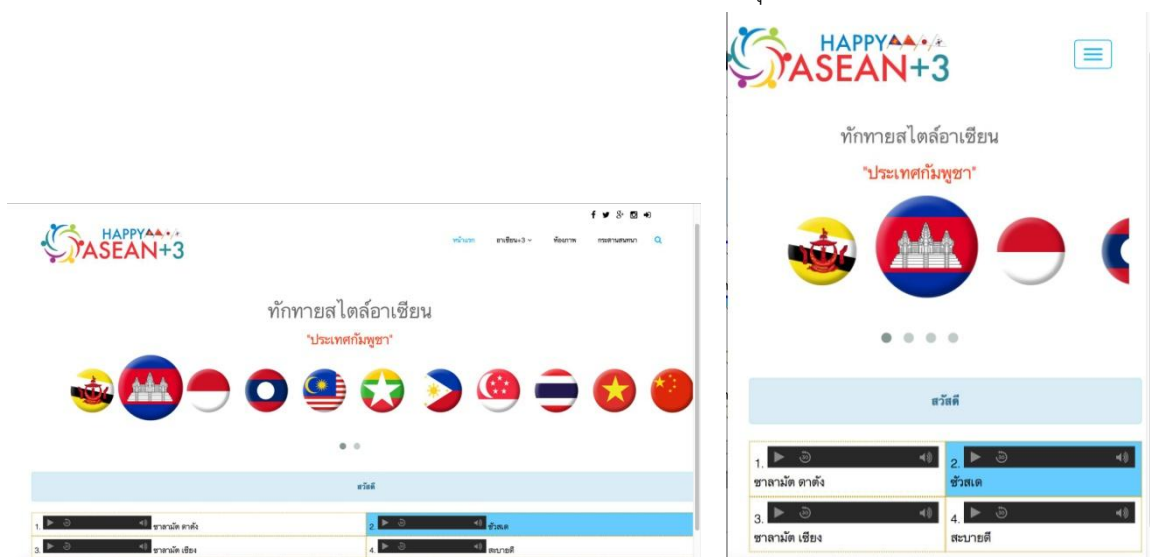 HAPPY
ASEAN+3
หน้าแรก อาเซียน+3 ห้องภาพ กระดานสนทนา
ทักทายสไตล์อาเซียน
"ประเทศกัมพูชา"
สวัสดี
1. ซาลามัต ดาตัง
2. ซัวสเด
3. ซาลามัต เซียง
4. สะบายดี
HAPPY
ASEAN+3
ทักทายสไตล์อาเซียน
"ประเทศกัมพูชา"
สวัสดี
1.
2.
ซาลามัต ดาตัง
ซัวสเด
3.
4.
ซาลามัต เซียง
สะบายดี